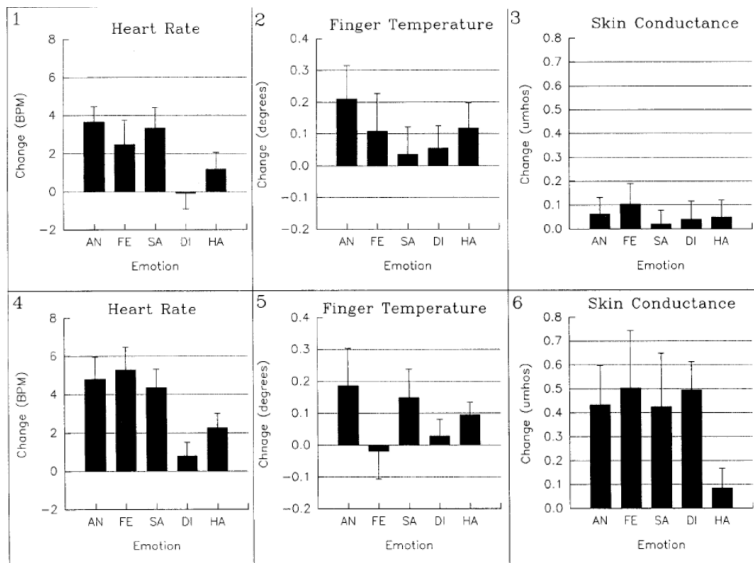 1
Heart Rate
Change (BPM)
8
6
4
2
0
−2
AN FE SA DI HA
Emotion
2
Finger Temperature
Change (degrees)
0.4
0.3
0.2
0.1
0.0
−0.1
−0.2
AN FE SA DI HA
Emotion
3
Skin Conductance
Change (umhos)
0.8
0.7
0.6
0.5
0.4
0.3
0.2
0.1
0.0
AN FE SA DI HA
Emotion
4
Heart Rate
Change (BPM)
8
6
4
2
0
−2
AN FE SA DI HA
Emotion
5
Finger Temperature
Chnage (degrees)
0.4
0.3
0.2
0.1
0.0
−0.1
−0.2
AN FE SA DI HA
Emotion
6
Skin Conductance
Change (umhos)
0.8
0.7
0.6
0.5
0.4
0.3
0.2
0.1
0.0
AN FE SA DI HA
Emotion